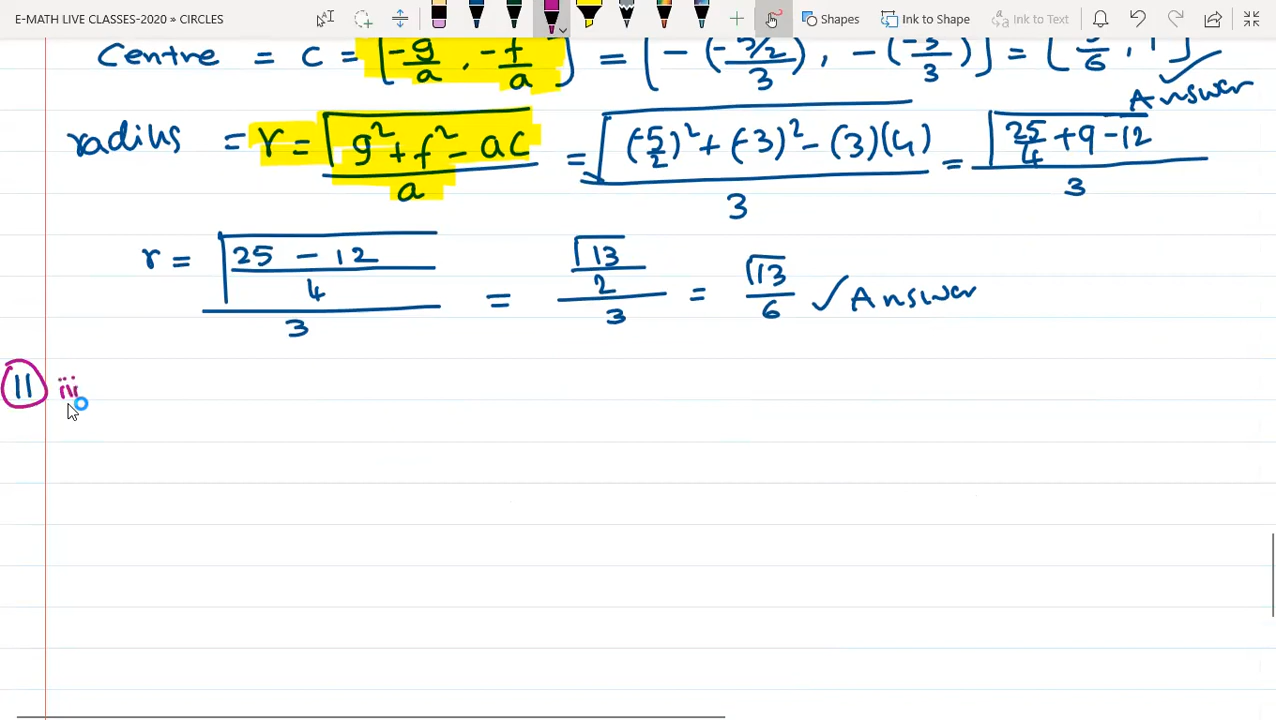 E-MATH LIVE CLASSES-2020 » CIRCLES Shapes Ink to Shape Ink to Text
Centre = c = [-g/a, -f/a] = [-(-5/2)/3, -(-3)/3] = [5/6, 1] ✓ Answer
radius = r = √(g² + f² - ac)/a = √((-5/2)² + (-3)² - (3)(4))/3 = √(25/4 + 9 - 12)/3
r = √((25 - 12)/4)/3 = (√13/2)/3 = √13/6 ✓ Answer
11 iii